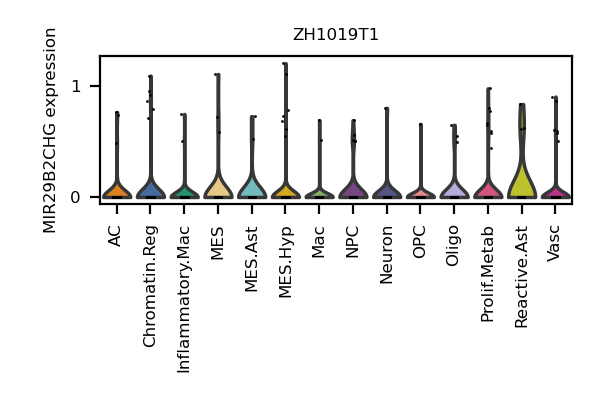 ZH1019T1
MIR29B2CHG expression
1
0
AC
Chromatin.Reg
Inflammatory.Mac
MES
MES.Ast
MES.Hyp
Mac
NPC
Neuron
OPC
Oligo
Prolif.Metab
Reactive.Ast
Vasc